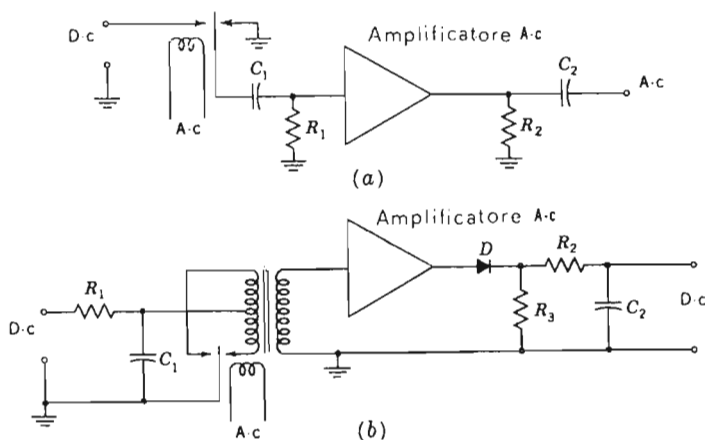 Amplificatore A-c
D-c
C₁
C₂
A-c
R₁
R₂
A-c
(a)
Amplificatore A-c
D
R₂
R₁
D-c
C₁
R₃
C₂
D-c
A-c
(b)